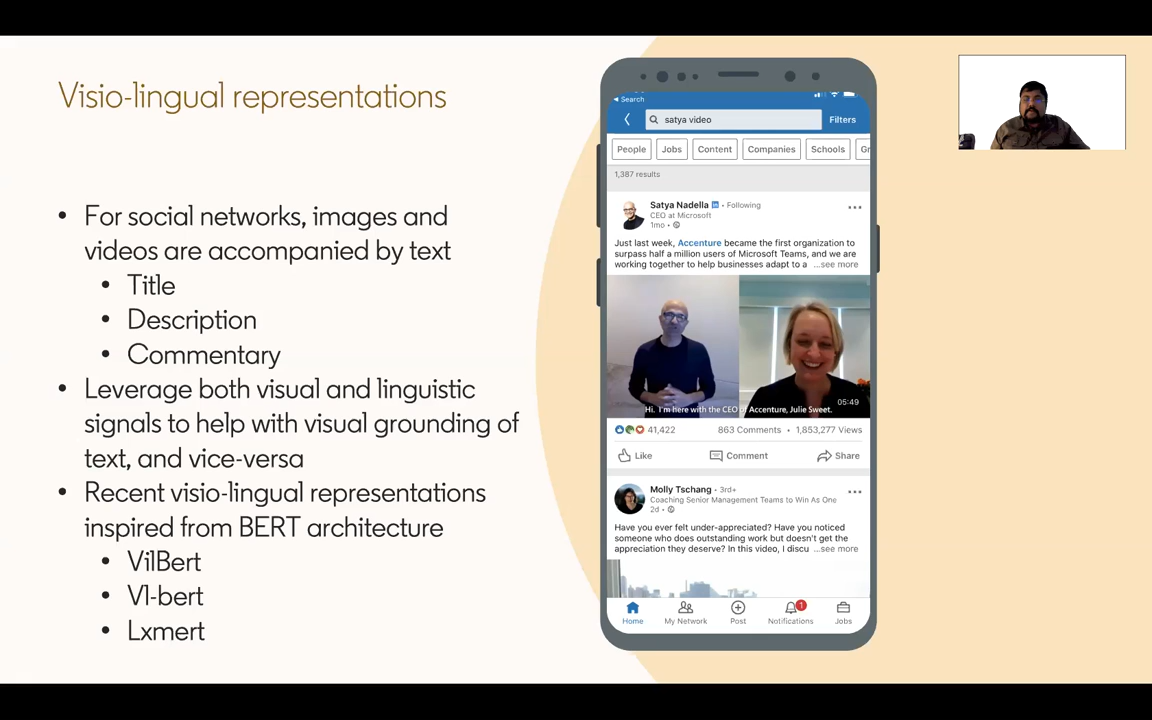 Visio-lingual representations
• For social networks, images and
videos are accompanied by text
• Title
• Description
• Commentary
• Leverage both visual and linguistic
signals to help with visual grounding of
text, and vice-versa
• Recent visio-lingual representations
inspired from BERT architecture
• VilBert
• Vl-bert
• Lxmert
Search
satya video
Filters
People Jobs Content Companies Schools Gr
1,387 results
Satya Nadella in • Following
CEO at Microsoft
1mo •
Just last week, Accenture became the first organization to
surpass half a million users of Microsoft Teams, and we are
working together to help businesses adapt to a ...see more
Hi. I'm here with the CEO of Accenture, Julie Sweet.
05:49
41,422 863 Comments • 1,853,277 Views
Like Comment Share
Molly Tschang • 3rd+
Coaching Senior Management Teams to Win As One
2d •
Have you ever felt under-appreciated? Have you noticed
someone who does outstanding work but doesn't get the
appreciation they deserve? In this video, I discu ...see more
1
Home My Network Post Notifications Jobs